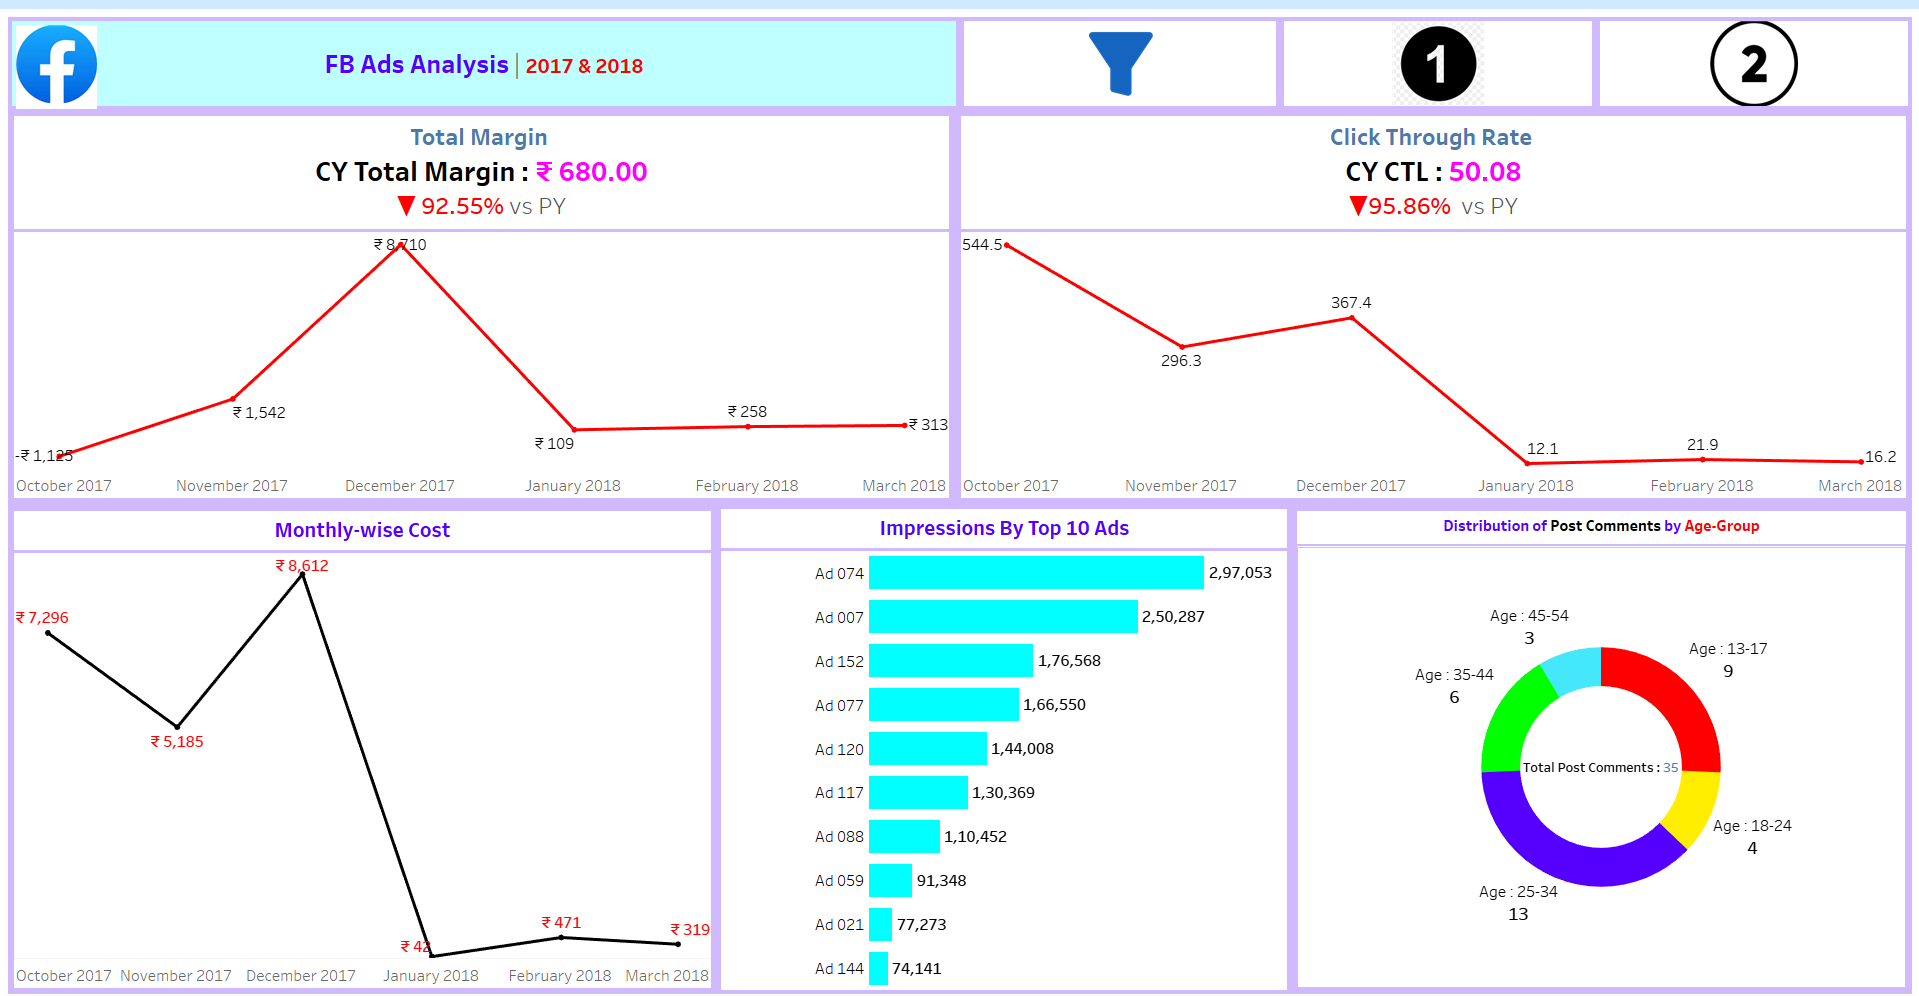 FB Ads Analysis | 2017 & 2018
1
2
Total Margin
CY Total Margin : ₹ 680.00
▼ 92.55% vs PY
₹ 8,710
₹ 1,542
-₹ 1,125
₹ 109
₹ 258
₹ 313
October 2017 November 2017 December 2017 January 2018 February 2018 March 2018
Click Through Rate
CY CTL : 50.08
▼95.86% vs PY
544.5
367.4
296.3
12.1
21.9
16.2
October 2017 November 2017 December 2017 January 2018 February 2018 March 2018
Monthly-wise Cost
₹ 8,612
₹ 7,296
₹ 5,185
₹ 42
₹ 471
₹ 319
October 2017 November 2017 December 2017 January 2018 February 2018 March 2018
Impressions By Top 10 Ads
Ad 074 2,97,053
Ad 007 2,50,287
Ad 152 1,76,568
Ad 077 1,66,550
Ad 120 1,44,008
Ad 117 1,30,369
Ad 088 1,10,452
Ad 059 91,348
Ad 021 77,273
Ad 144 74,141
Distribution of Post Comments by Age-Group
Age : 45-54
3
Age : 13-17
9
Age : 35-44
6
Total Post Comments : 35
Age : 18-24
4
Age : 25-34
13